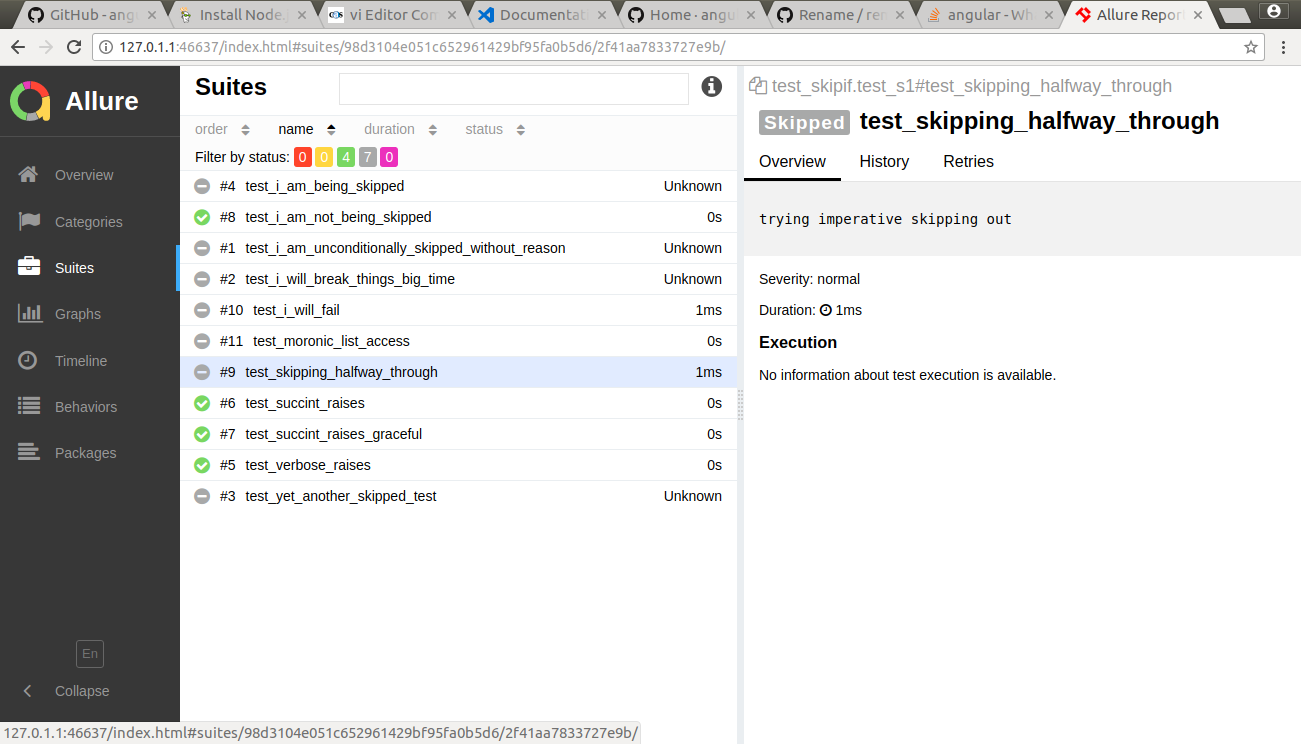 GitHub - angu
Install Node.j
vi Editor Com
Documentati
Home · angu
Rename / ren
angular - Wh
Allure Report
127.0.1.1:46637/index.html#suites/98d3104e051c652961429bf95fa0b5d6/2f41aa7833727e9b/
Allure
Overview
Categories
Suites
Graphs
Timeline
Behaviors
Packages
En
Collapse
Suites
order name duration status
Filter by status: 0 0 4 7 0
#4 test_i_am_being_skipped Unknown
#8 test_i_am_not_being_skipped 0s
#1 test_i_am_unconditionally_skipped_without_reason Unknown
#2 test_i_will_break_things_big_time Unknown
#10 test_i_will_fail 1ms
#11 test_moronic_list_access 0s
#9 test_skipping_halfway_through 1ms
#6 test_succint_raises 0s
#7 test_succint_raises_graceful 0s
#5 test_verbose_raises 0s
#3 test_yet_another_skipped_test Unknown
test_skipif.test_s1#test_skipping_halfway_through
Skipped test_skipping_halfway_through
Overview History Retries
trying imperative skipping out
Severity: normal
Duration: 1ms
Execution
No information about test execution is available.
127.0.1.1:46637/index.html#suites/98d3104e051c652961429bf95fa0b5d6/2f41aa7833727e9b/